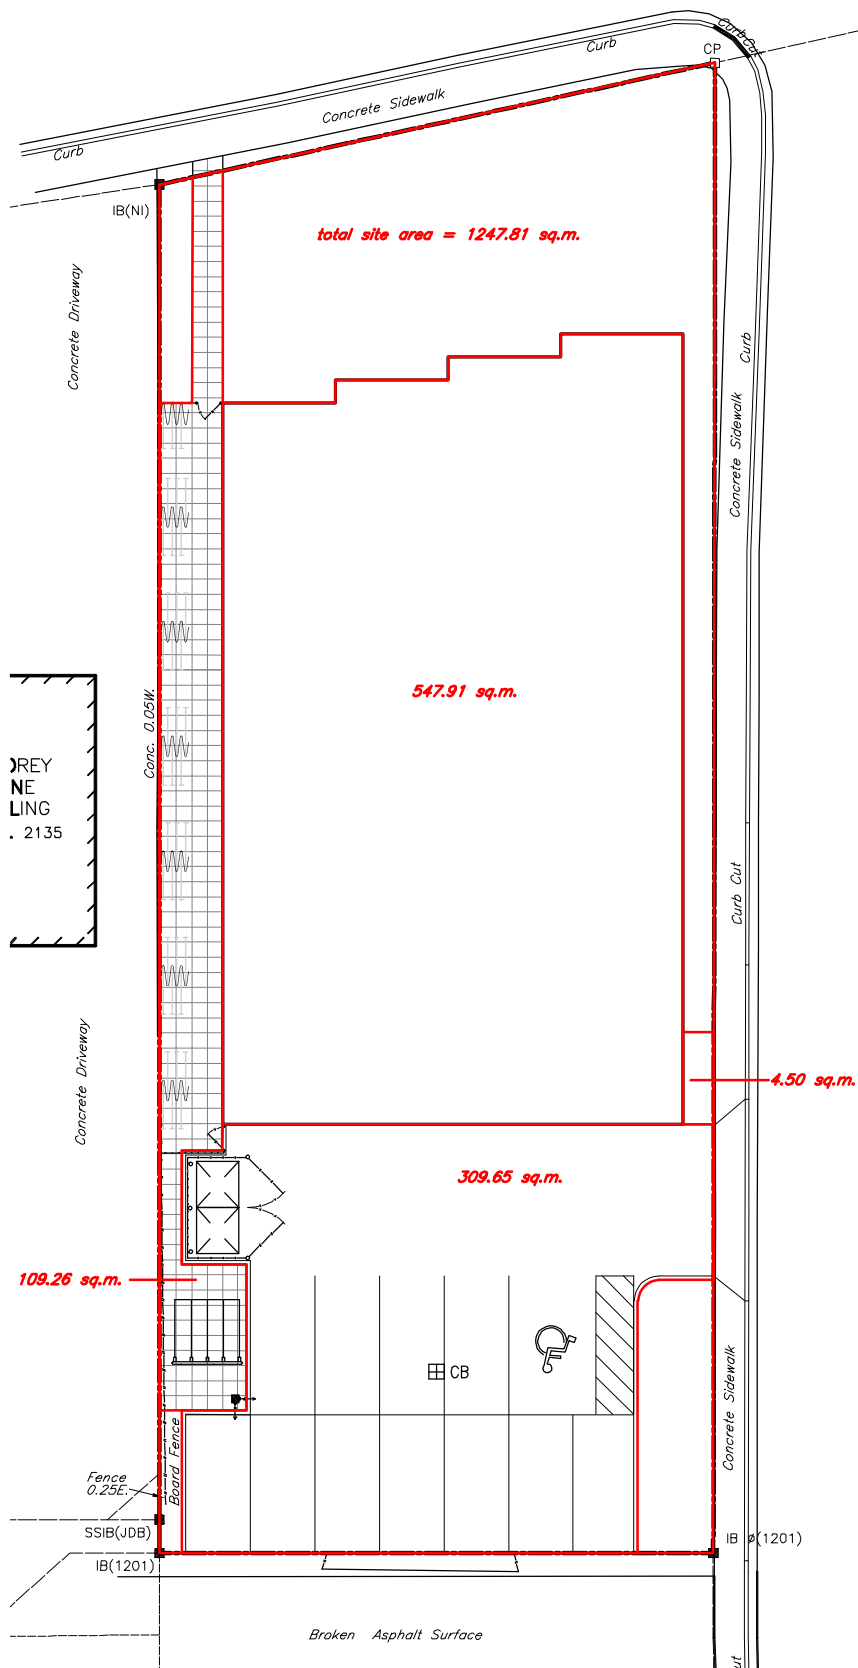 Curb
Cut
CP
Curb
Concrete Sidewalk
Curb
IB(NI)
total site area = 1247.81 sq.m.
Concrete Driveway
Curb
Concrete Sidewalk
547.91 sq.m.
Conc. 0.05W.
OREY
NE
LING
. 2135
Curb Cut
Concrete Driveway
4.50 sq.m.
309.65 sq.m.
109.26 sq.m.
CB
Concrete Sidewalk
Board Fence
Fence
0.25E.
SSIB(JDB)
IB ø(1201)
IB(1201)
Broken Asphalt Surface
ut